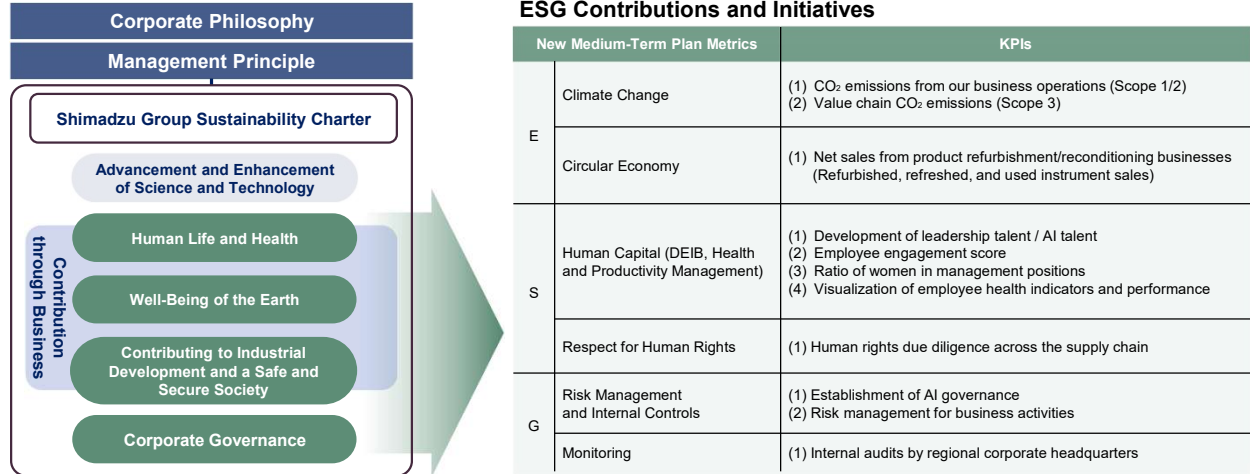 Corporate Philosophy
Management Principle
Shimadzu Group Sustainability Charter
Advancement and Enhancement
of Science and Technology
Contribution
through Business
Human Life and Health
Well-Being of the Earth
Contributing to Industrial
Development and a Safe and
Secure Society
Corporate Governance
ESG Contributions and Initiatives
New Medium-Term Plan Metrics
KPIs
E
Climate Change
(1) CO₂ emissions from our business operations (Scope 1/2)
(2) Value chain CO₂ emissions (Scope 3)
Circular Economy
(1) Net sales from product refurbishment/reconditioning businesses
(Refurbished, refreshed, and used instrument sales)
S
Human Capital (DEIB, Health
and Productivity Management)
(1) Development of leadership talent / AI talent
(2) Employee engagement score
(3) Ratio of women in management positions
(4) Visualization of employee health indicators and performance
Respect for Human Rights
(1) Human rights due diligence across the supply chain
G
Risk Management
and Internal Controls
(1) Establishment of AI governance
(2) Risk management for business activities
Monitoring
(1) Internal audits by regional corporate headquarters